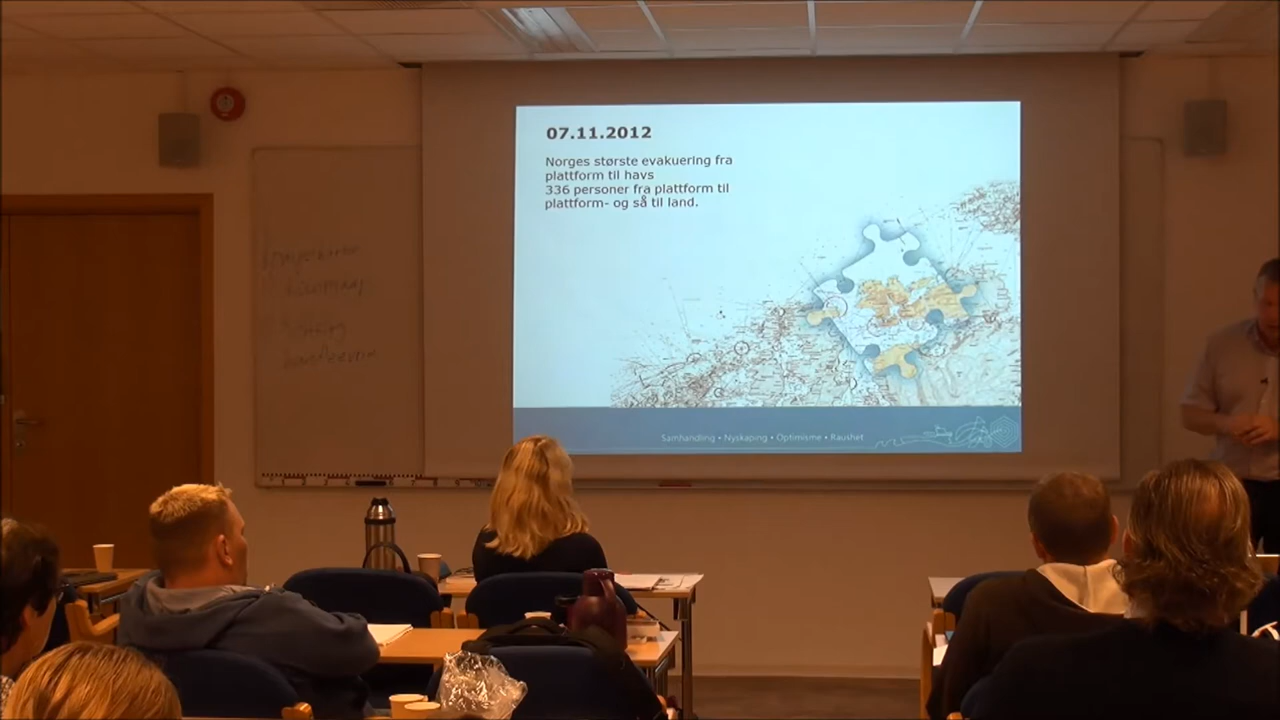 07.11.2012
Norges største evakuering fra
plattform til havs
336 personer fra plattform til
plattform- og så til land.
Samhandling • Nyskaping • Optimisme • Raushet